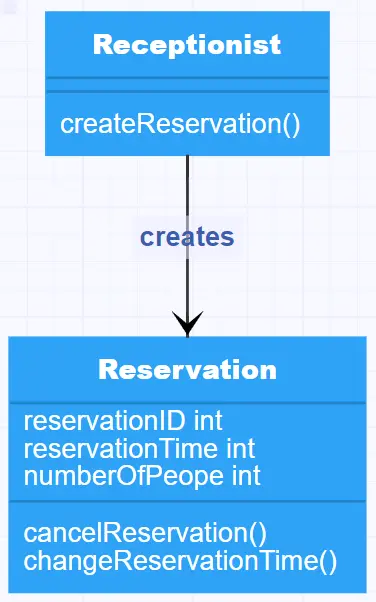 Receptionist
createReservation()
creates
Reservation
reservationID int
reservationTime int
numberOfPeope int
cancelReservation()
changeReservationTime()